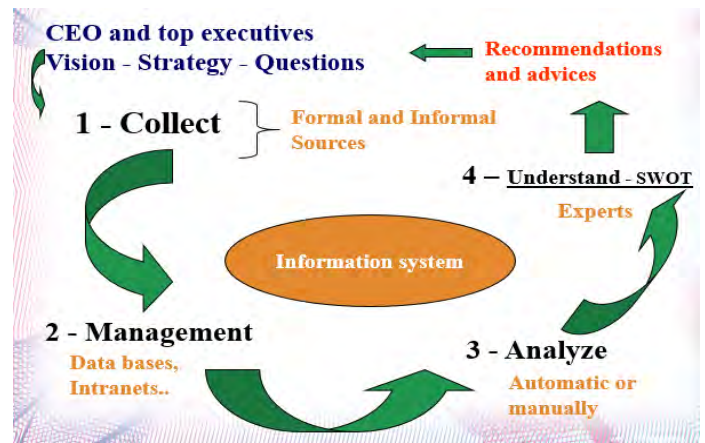 CEO and top executives
Vision - Strategy - Questions
Recommendations
and advices
1 - Collect
Formal and Informal
Sources
4 – Understand - SWOT
Experts
Information system
2 - Management
Data bases,
Intranets..
3 - Analyze
Automatic or
manually